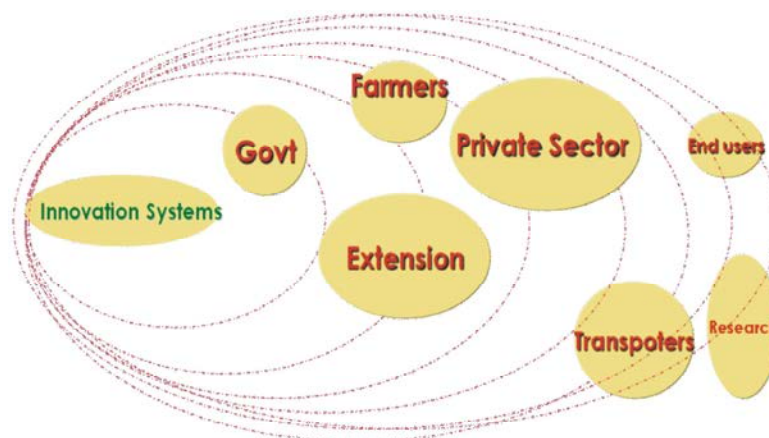 Farmers
Govt
Private Sector
End users
Innovation Systems
Extension
Transpoters
Researc